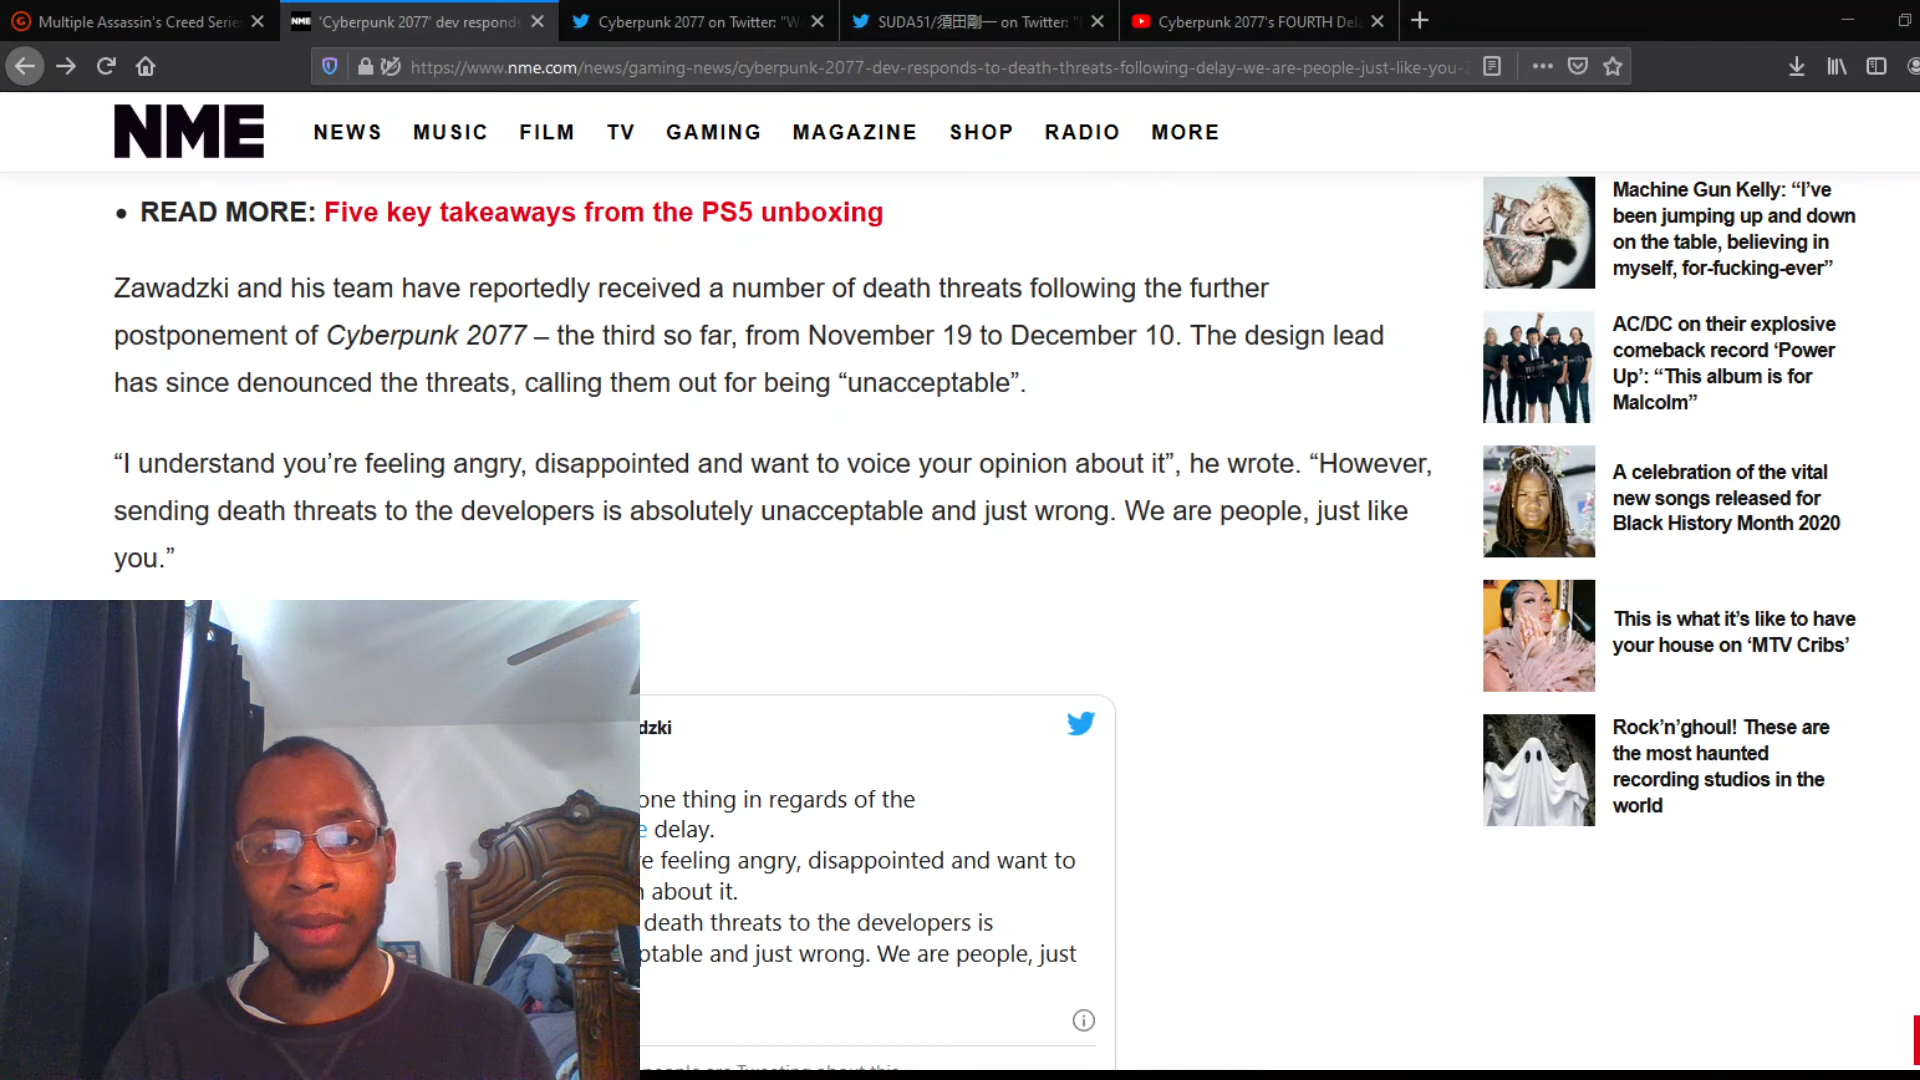 Multiple Assassin's Creed Serie
'Cyberpunk 2077' dev responds
Cyberpunk 2077 on Twitter: "W
SUDA51/須田剛一 on Twitter: "
Cyberpunk 2077's FOURTH Del
https://www.nme.com/news/gaming-news/cyberpunk-2077-dev-responds-to-death-threats-following-delay-we-are-people-just-like-you-
NME
NEWS MUSIC FILM TV GAMING MAGAZINE SHOP RADIO MORE
• READ MORE: Five key takeaways from the PS5 unboxing
Zawadzki and his team have reportedly received a number of death threats following the further
postponement of Cyberpunk 2077 – the third so far, from November 19 to December 10. The design lead
has since denounced the threats, calling them out for being “unacceptable”.
“I understand you’re feeling angry, disappointed and want to voice your opinion about it”, he wrote. “However,
sending death threats to the developers is absolutely unacceptable and just wrong. We are people, just like
you.”
dzki
one thing in regards of the
e delay.
e feeling angry, disappointed and want to
about it.
death threats to the developers is
ptable and just wrong. We are people, just
people are Tweeting about this
Machine Gun Kelly: “I’ve
been jumping up and down
on the table, believing in
myself, for-fucking-ever”
AC/DC on their explosive
comeback record ‘Power
Up’: “This album is for
Malcolm”
A celebration of the vital
new songs released for
Black History Month 2020
This is what it’s like to have
your house on ‘MTV Cribs’
Rock’n’ghoul! These are
the most haunted
recording studios in the
world